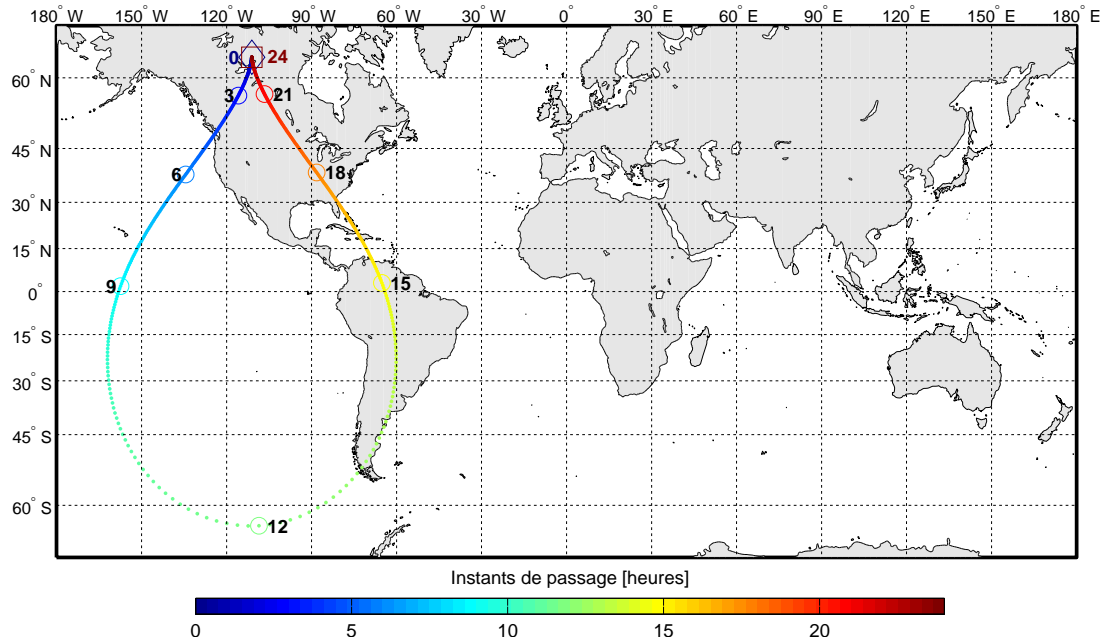 180° W 150° W 120° W 90° W 60° W 30° W 0° 30° E 60° E 90° E 120° E 150° E 180° E
0 24
60° N
3 21
45° N
6 18
30° N
15° N
9 15
0°
15° S
30° S
45° S
60° S
12
Instants de passage [heures]
0 5 10 15 20